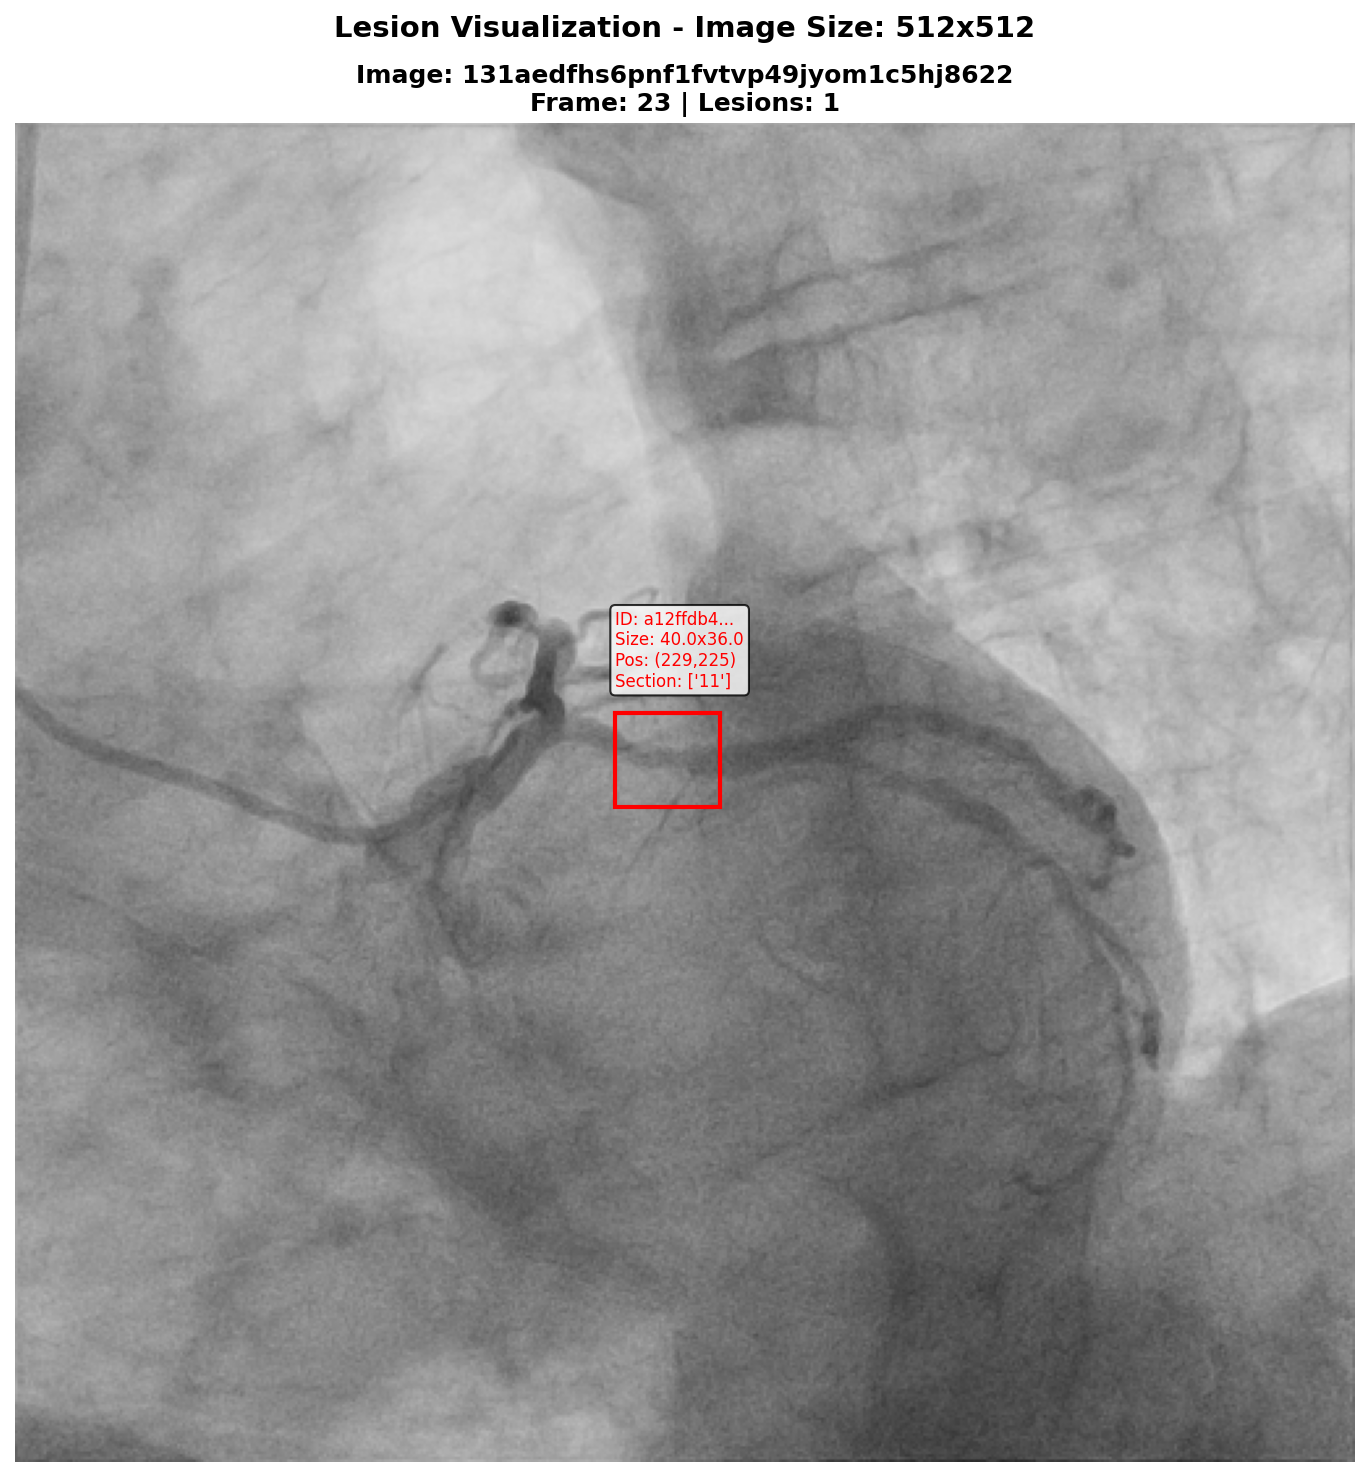 Lesion Visualization - Image Size: 512x512
Image: 131aedfhs6pnf1fvtvp49jyom1c5hj8622
Frame: 23 | Lesions: 1
ID: a12ffdb4...
Size: 40.0x36.0
Pos: (229,225)
Section: ['11']